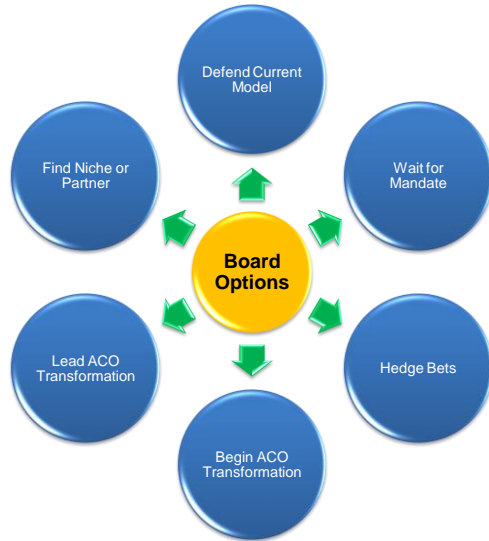 Defend Current
Model
Find Niche or
Partner
Wait for
Mandate
Board
Options
Lead ACO
Transformation
Hedge Bets
Begin ACO
Transformation